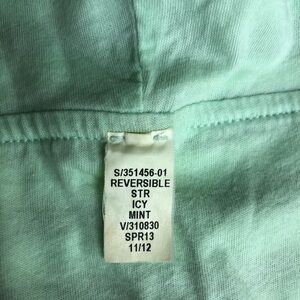 S/351456-01
REVERSIBLE
STR
ICY
MINT
V/310830
SPR13
11/12